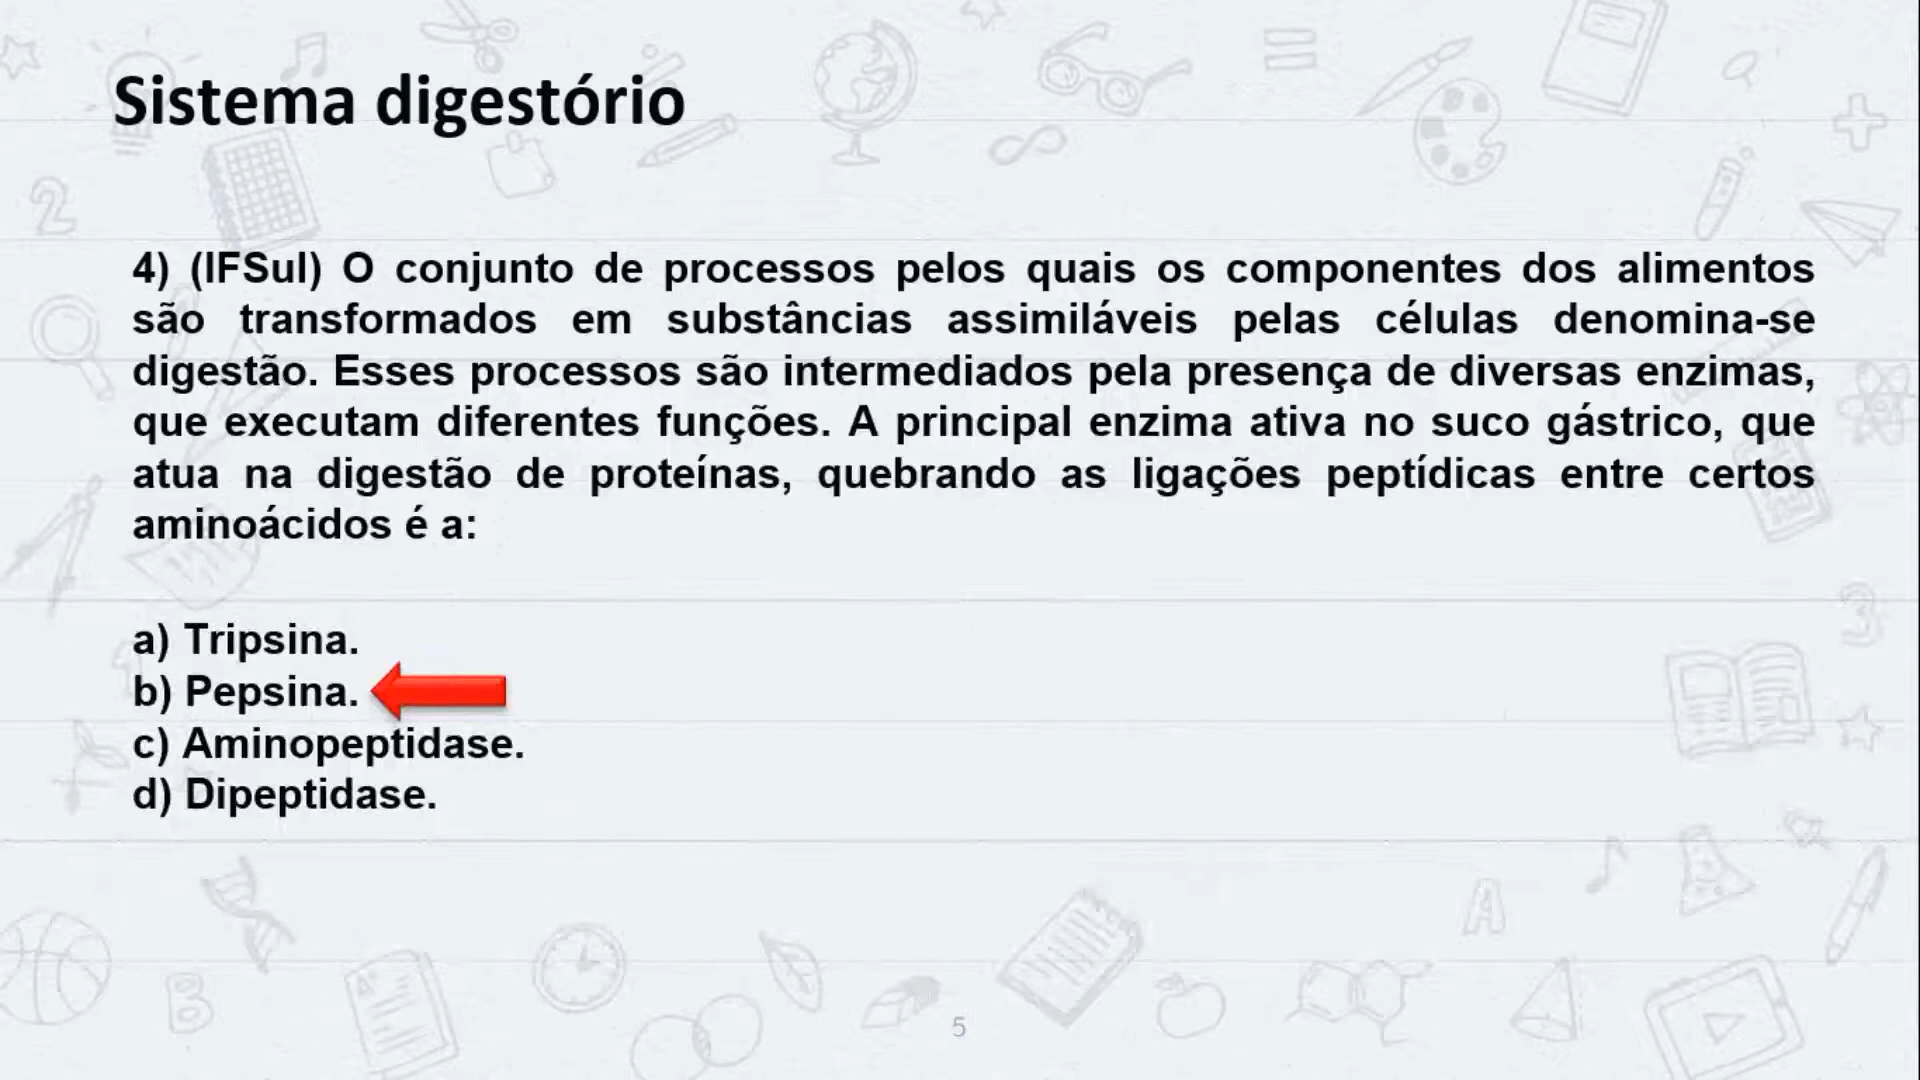 Sistema digestório
4) (IFSul) O conjunto de processos pelos quais os componentes dos alimentos
são transformados em substâncias assimiláveis pelas células denomina-se
digestão. Esses processos são intermediados pela presença de diversas enzimas,
que executam diferentes funções. A principal enzima ativa no suco gástrico, que
atua na digestão de proteínas, quebrando as ligações peptídicas entre certos
aminoácidos é a:
a) Tripsina.
b) Pepsina.
c) Aminopeptidase.
d) Dipeptidase.
5